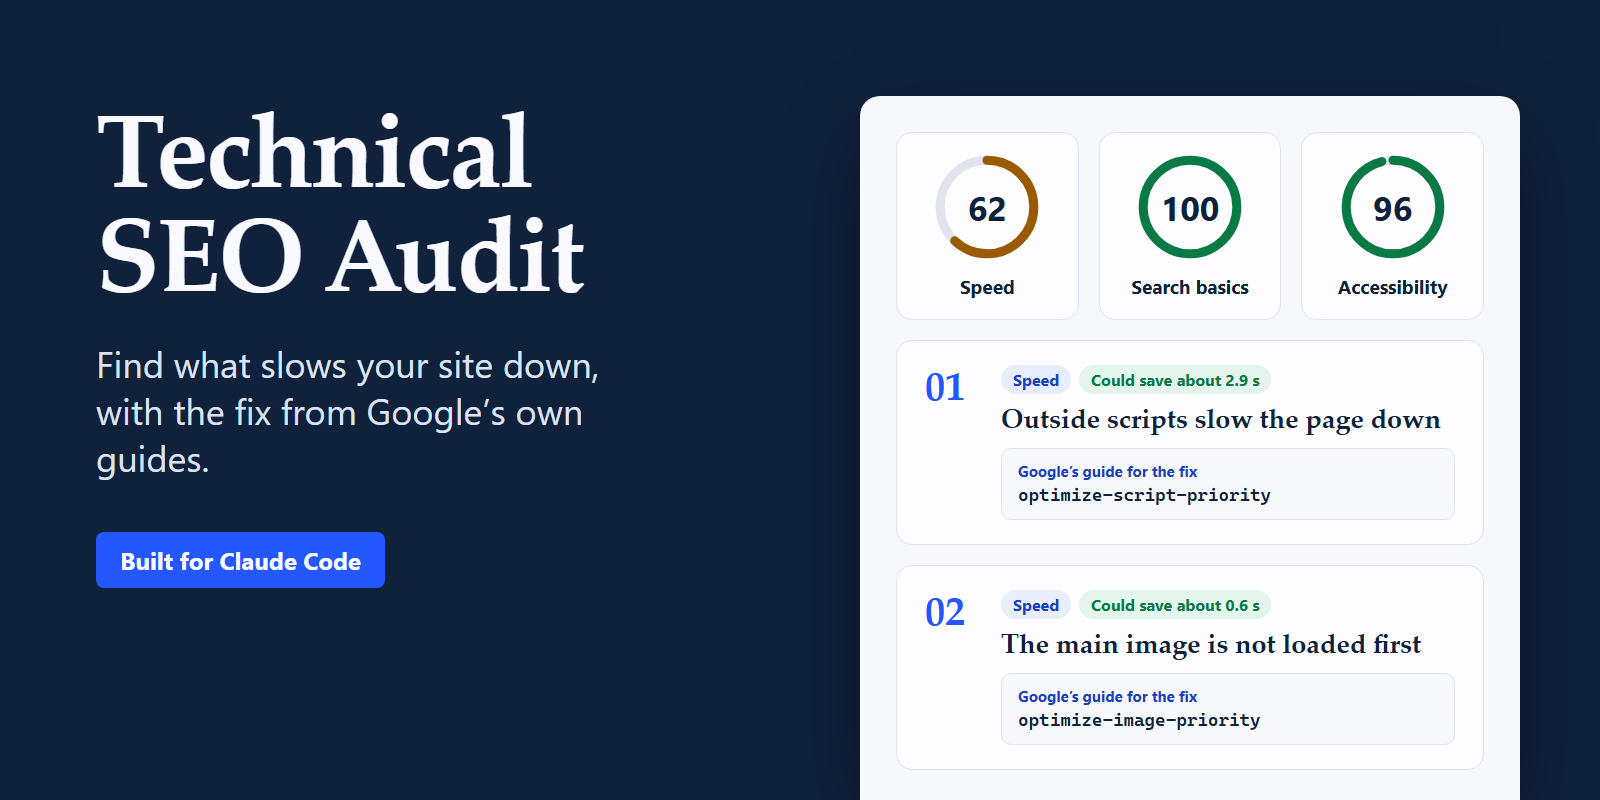 Technical
SEO Audit
Find what slows your site down,
with the fix from Google’s own
guides.
Built for Claude Code
62
Speed
100
Search basics
96
Accessibility
01
Speed
Could save about 2.9 s
Outside scripts slow the page down
Google’s guide for the fix
optimize-script-priority
02
Speed
Could save about 0.6 s
The main image is not loaded first
Google’s guide for the fix
optimize-image-priority